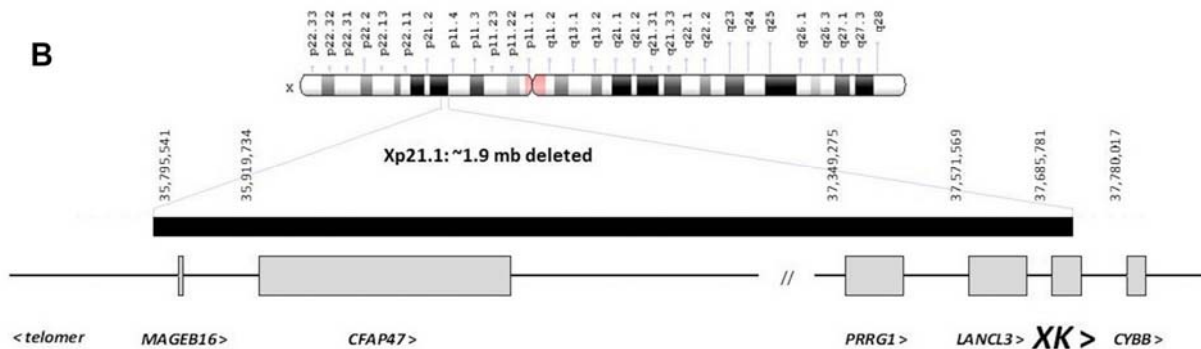 p22.33 p22.32 p22.31 p22.2 p22.13 p22.11 p21.2 p11.4 p11.3 p11.23 p11.22 p11.1 q11.2 q13.1 q13.2 q21.1 q21.2 q21.31 q21.33 q22.1 q22.2 q23 q24 q25 q26.1 q26.3 q27.1 q27.3 q28
B
x
Xp21.1: ~1.9 mb deleted
35,795,541 35,919,734 37,349,275 37,571,569 37,685,781 37,780,017
//
< telomer MAGEB16 > CFAP47 > PRRG1 > LANCL3 > XK > CYBB >